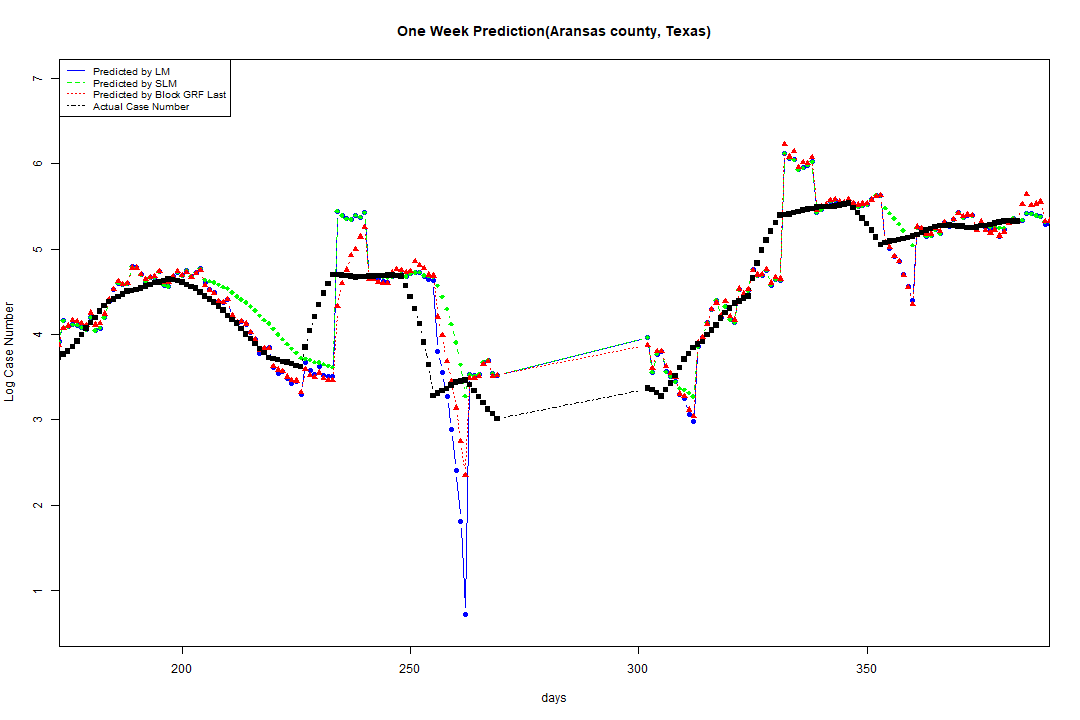 One Week Prediction(Aransas county, Texas)
Predicted by LM
Predicted by SLM
Predicted by Block GRF Last
Actual Case Number
7
6
5
4
3
2
1
Log Case Number
200 250 300 350
days